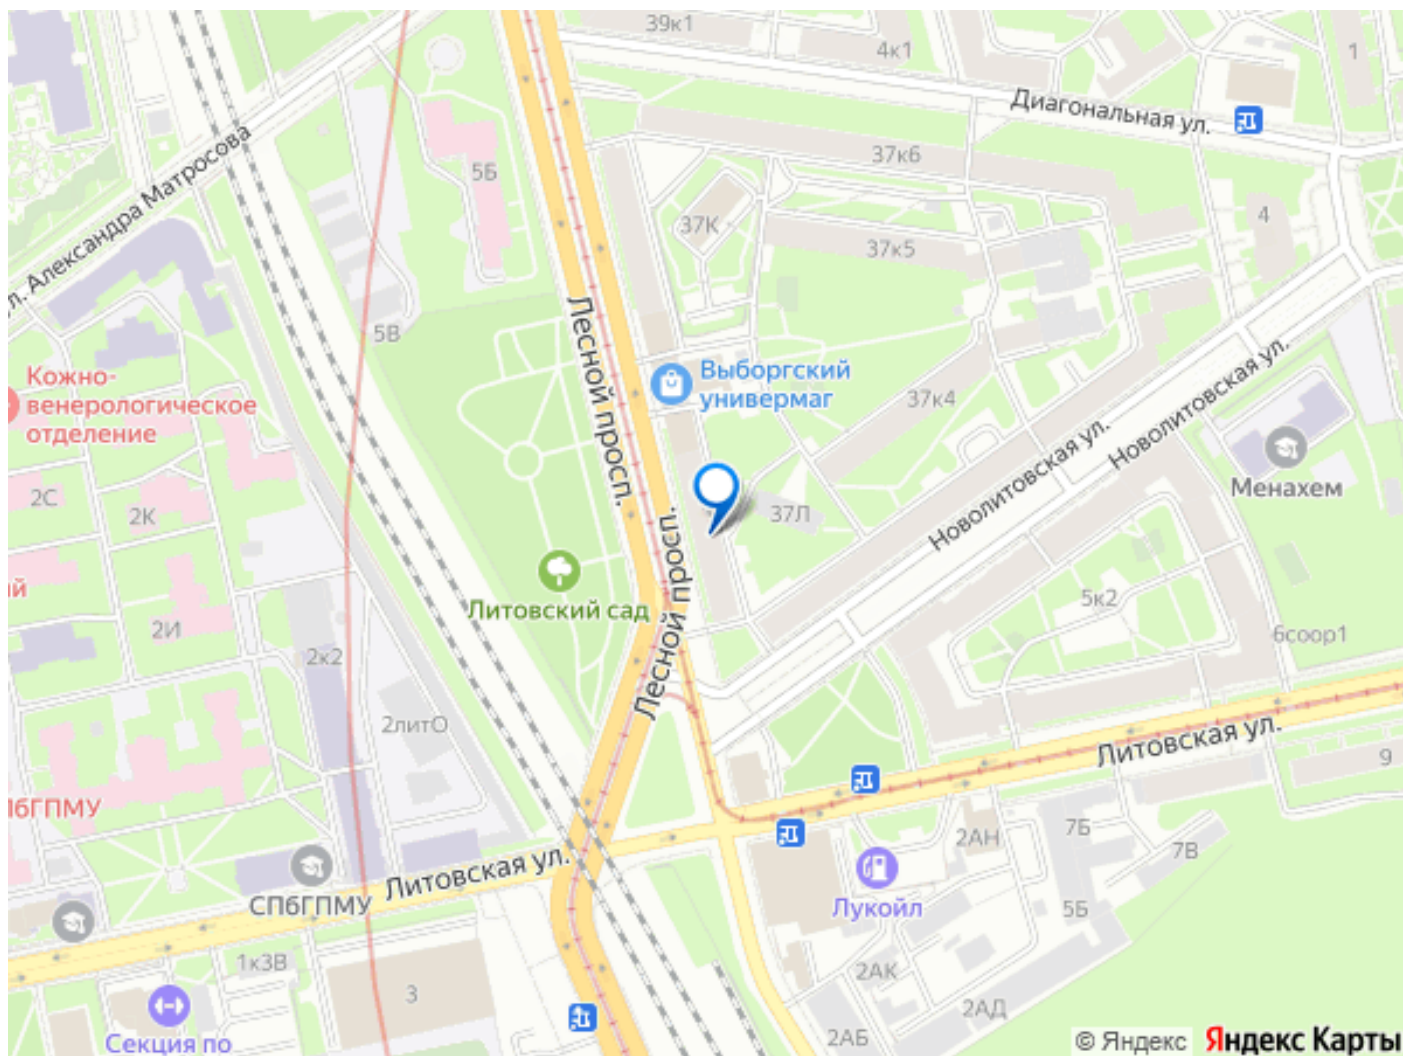 39к1
4к1
1
Диагональная ул.
37к6
5Б
ул. Александра Матросова
37К
37к5
4
5В
Лесной просп.
Выборгский
универмаг
Кожно-
венерологическое
отделение
37к4
Новолитовская ул.
Новолитовская ул.
Менахем
2С
2К
37Л
Лесной просп.
Литовский сад
ий
2И
2к2
5к2
6соор1
2литО
Литовская ул.
9
ПбГПМУ
2АН
7Б
7В
Литовская ул.
СПбГПМУ
Лукойл
5Б
1к3В
3
2АК
2АД
2АБ
Секция по
© Яндекс Яндекс Карты